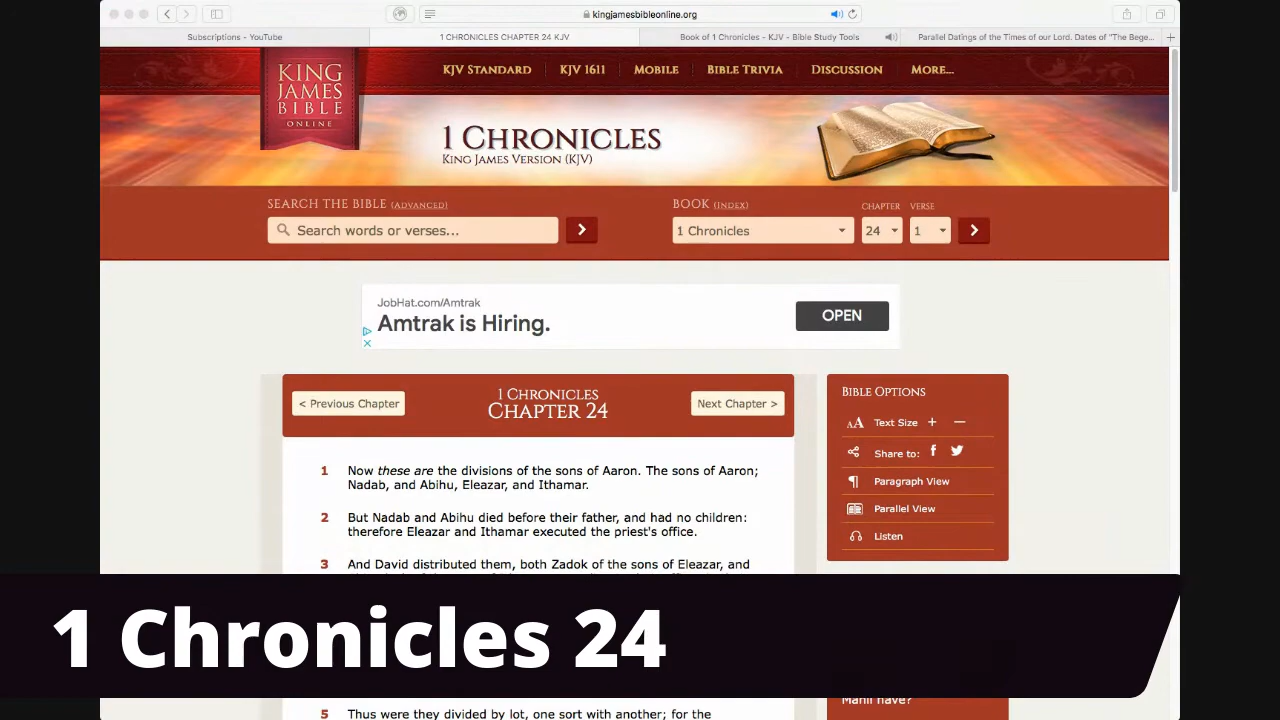 kingjamesbibleonline.org
Subscriptions - YouTube
1 CHRONICLES CHAPTER 24 KJV
Book of 1 Chronicles - KJV - Bible Study Tools
Parallel Datings of the Times of our Lord. Dates of "The Bege...
KING
JAMES
BIBLE
ONLINE
KJV STANDARD
KJV 1611
MOBILE
BIBLE TRIVIA
DISCUSSION
MORE...
1 CHRONICLES
KING JAMES VERSION (KJV)
SEARCH THE BIBLE (ADVANCED)
Search words or verses...
BOOK (INDEX)
CHAPTER
VERSE
1 Chronicles
24
1
JobHat.com/Amtrak
Amtrak is Hiring.
OPEN
< Previous Chapter
1 CHRONICLES
CHAPTER 24
Next Chapter >
1 Now these are the divisions of the sons of Aaron. The sons of Aaron;
Nadab, and Abihu, Eleazar, and Ithamar.
2 But Nadab and Abihu died before their father, and had no children:
therefore Eleazar and Ithamar executed the priest's office.
3 And David distributed them, both Zadok of the sons of Eleazar, and
BIBLE OPTIONS
AA Text Size + −
Share to:
Paragraph View
Parallel View
Listen
1 Chronicles 24
Mahli have?
5 Thus were they divided by lot, one sort with another; for the